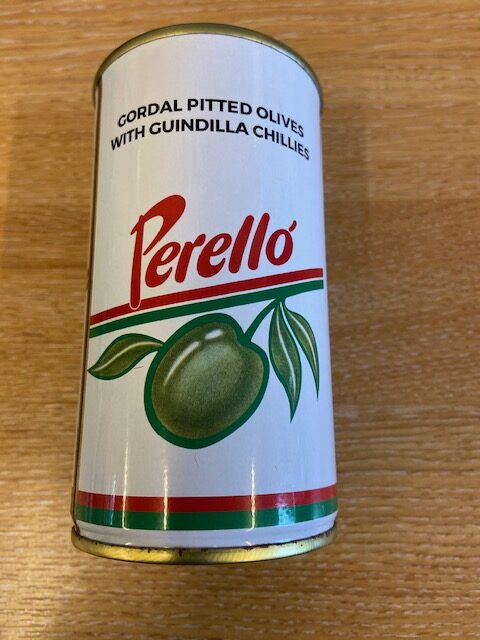 GORDAL PITTED OLIVES
WITH GUINDILLA CHILLIES
Perelló